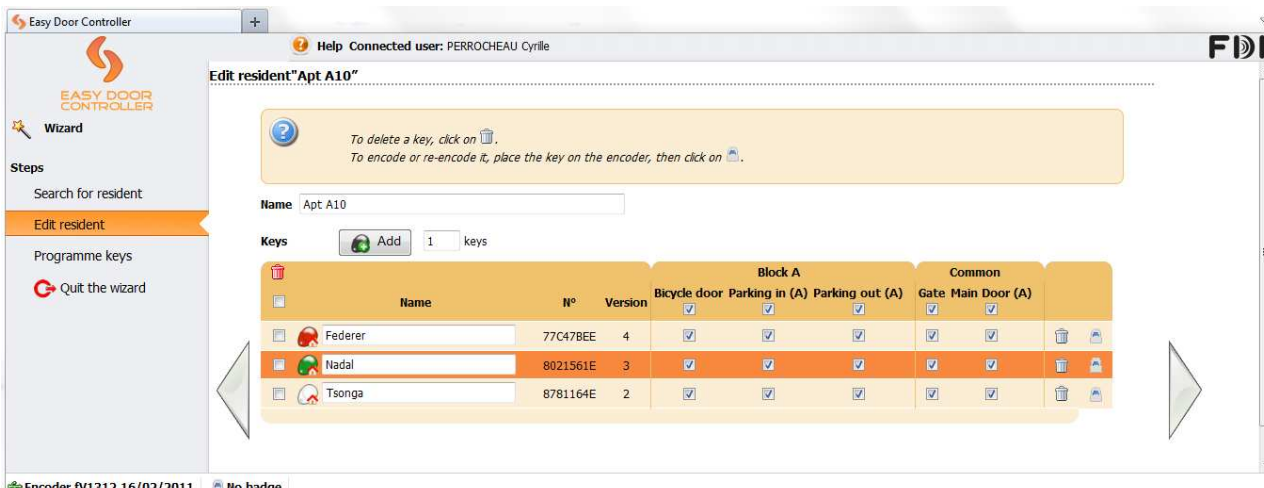 Easy Door Controller
Help Connected user: PERROCHEAU Cyrille
FDI
EASY DOOR
CONTROLLER
Edit resident"Apt A10"
Wizard
To delete a key, click on .
To encode or re-encode it, place the key on the encoder, then click on .
Steps
Search for resident
Name Apt A10
Edit resident
Keys Add 1 keys
Programme keys
Quit the wizard
Block A Common
Name N° Version Bicycle door Parking in (A) Parking out (A) Gate Main Door (A)
Federer 77C47BEE 4
Nadal 8021561E 3
Tsonga 8781164E 2
Encoder fV1312 16/02/2011 No badge